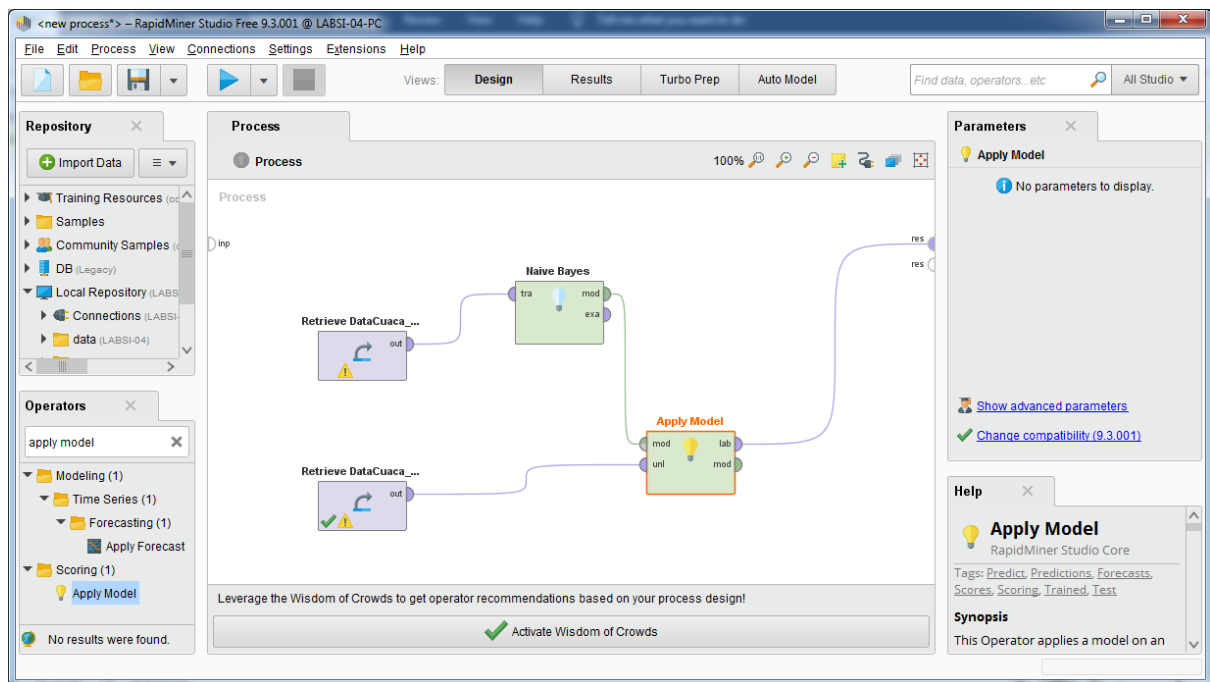 <new process*> – RapidMiner Studio Free 9.3.001 @ LABSI-04-PC
File Edit Process View Connections Settings Extensions Help
Views: Design Results Turbo Prep Auto Model Find data, operators...etc All Studio
Repository
Import Data
Training Resources
Samples
Community Samples
DB (Legacy)
Local Repository (LABS
Connections (LABSI-
data (LABSI-04)
Operators
apply model
Modeling (1)
Time Series (1)
Forecasting (1)
Apply Forecast
Scoring (1)
Apply Model
No results were found.
Process
Process
100%
Process
inp
res
res
Naive Bayes
tra mod
exa
Retrieve DataCuaca_...
out
Apply Model
mod lab
unl mod
Retrieve DataCuaca_...
out
Leverage the Wisdom of Crowds to get operator recommendations based on your process design!
Activate Wisdom of Crowds
Parameters
Apply Model
No parameters to display.
Show advanced parameters
Change compatibility (9.3.001)
Help
Apply Model
RapidMiner Studio Core
Tags: Predict, Predictions, Forecasts,
Scores, Scoring, Trained, Test
Synopsis
This Operator applies a model on an